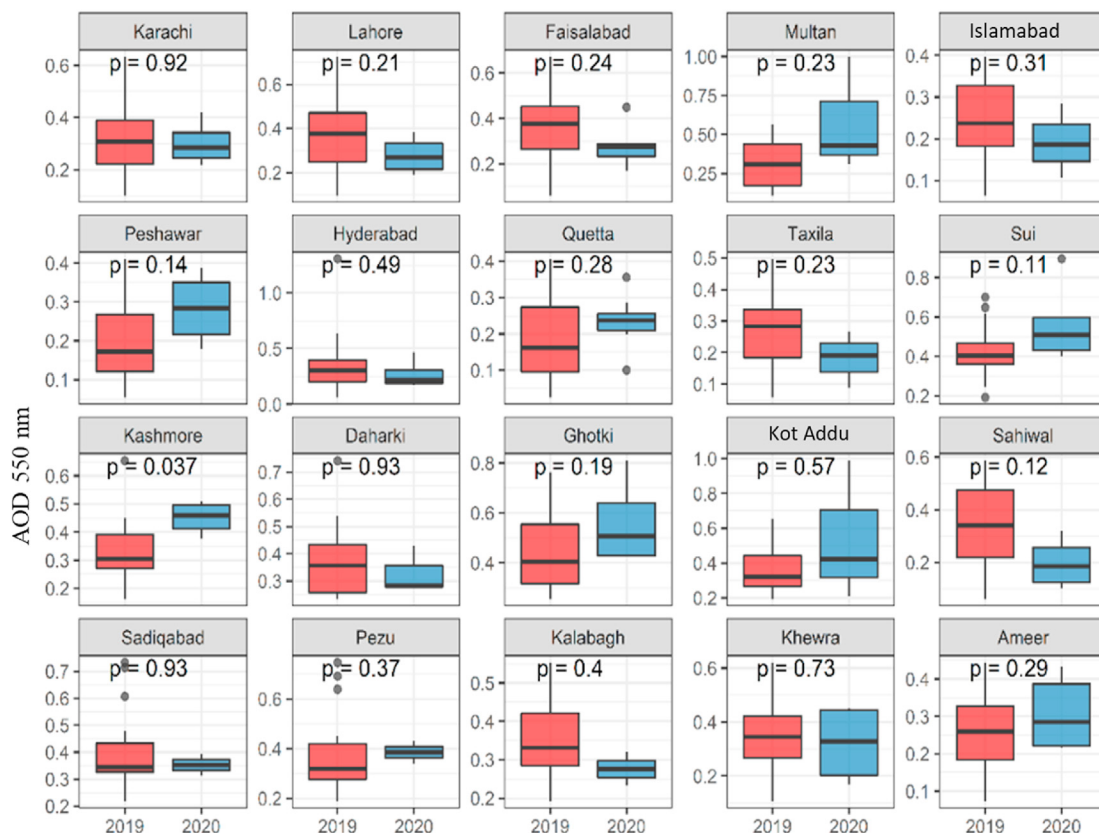 AOD 550 nm
Karachi Lahore Faisalabad Multan Islamabad
p = 0.92 p = 0.21 p = 0.24 p = 0.23 p = 0.31
0.6 0.6 0.6 1.00 0.4
0.4 0.4 0.4 0.75 0.3
0.2 0.2 0.2 0.50 0.2
0.25 0.1
Peshawar Hyderabad Quetta Taxila Sui
p = 0.14 p = 0.49 p = 0.28 p = 0.23 p = 0.11
0.4 1.0 0.4 0.5 0.8
0.3 0.5 0.3 0.4 0.6
0.2 0.0 0.2 0.3 0.4
0.1 0.1 0.2 0.2
0.1
Kashmore Daharki Ghotki Kot Addu Sahiwal
p = 0.037 p = 0.93 p = 0.19 p = 0.57 p = 0.12
0.6 0.7 0.8 1.0 0.6
0.5 0.6 0.6 0.8 0.4
0.4 0.5 0.4 0.6 0.2
0.3 0.4 0.4
0.2 0.3 0.2
Sadiqabad Pezu Kalabagh Khewra Ameer
p = 0.93 p = 0.37 p = 0.4 p = 0.73 p = 0.29
0.7 0.6 0.5 0.6 0.4
0.6 0.4 0.4 0.4 0.3
0.5 0.2 0.3 0.2 0.2
0.4 0.2 0.1
0.3
0.2
2019 2020 2019 2020 2019 2020 2019 2020 2019 2020